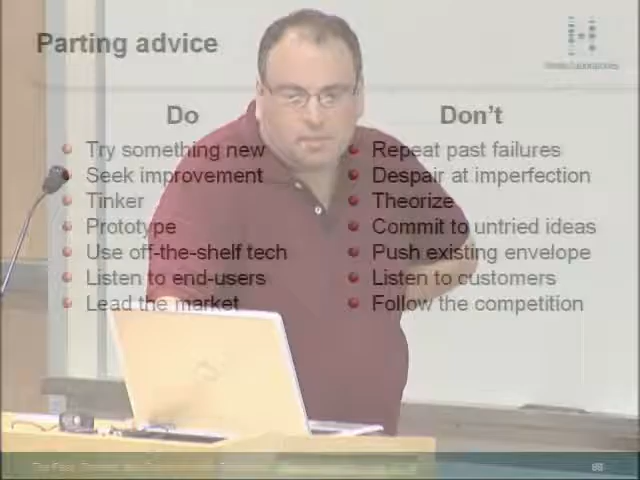 Parting advice
Do
Try something new
Seek improvement
Tinker
Prototype
Use off-the-shelf tech
Listen to end-users
Lead the market
Don't
Repeat past failures
Despair at imperfection
Theorize
Commit to untried ideas
Push existing envelope
Listen to customers
Follow the competition